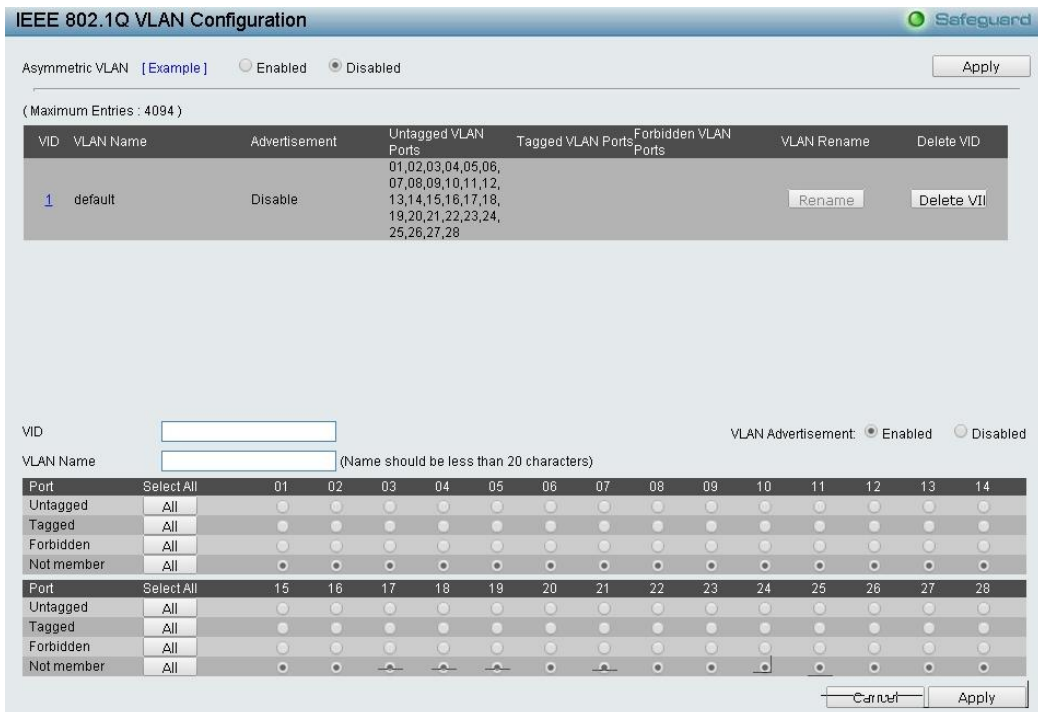 IEEE 802.1Q VLAN Configuration
Safeguard
Asymmetric VLAN [ Example ] Enabled Disabled Apply
( Maximum Entries : 4094 )
VID VLAN Name Advertisement Untagged VLAN Ports Tagged VLAN Ports Forbidden VLAN Ports VLAN Rename Delete VID
1 default Disable 01,02,03,04,05,06,
07,08,09,10,11,12,
13,14,15,16,17,18,
19,20,21,22,23,24,
25,26,27,28
Rename Delete VII
VID VLAN Advertisement: Enabled Disabled
VLAN Name (Name should be less than 20 characters)
Port Select All 01 02 03 04 05 06 07 08 09 10 11 12 13 14
Untagged All
Tagged All
Forbidden All
Not member All
Port Select All 15 16 17 18 19 20 21 22 23 24 25 26 27 28
Untagged All
Tagged All
Forbidden All
Not member All
Cancel Apply